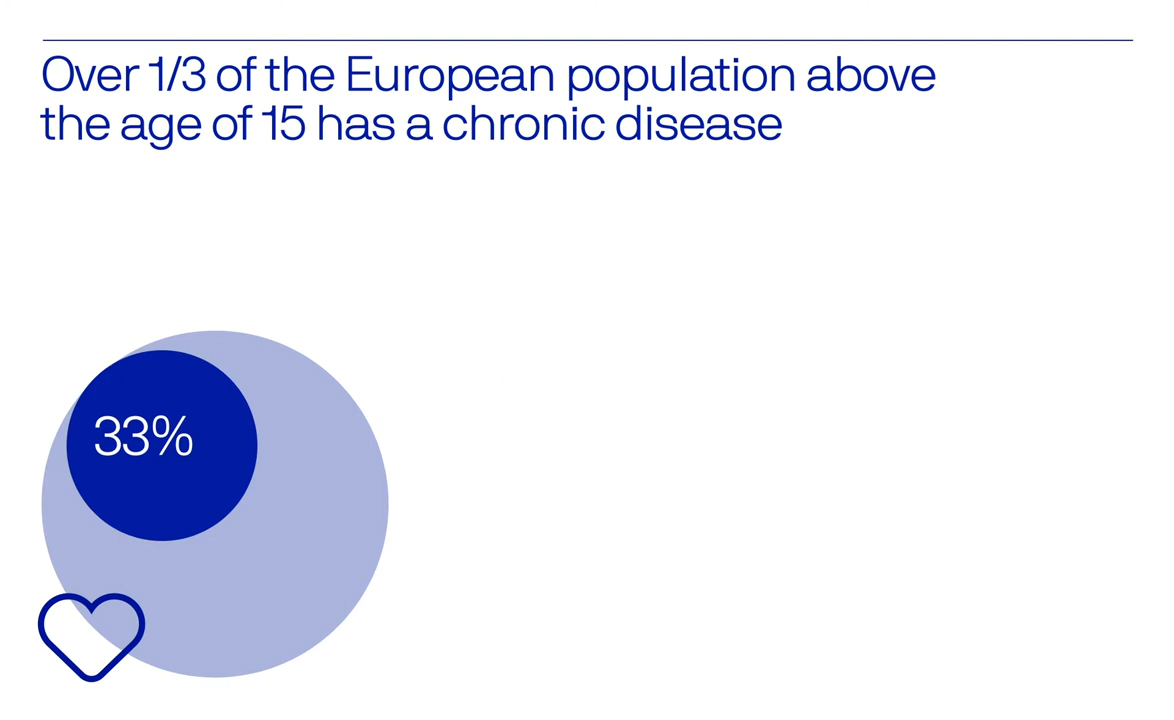 Over 1/3 of the European population above
the age of 15 has a chronic disease
33%